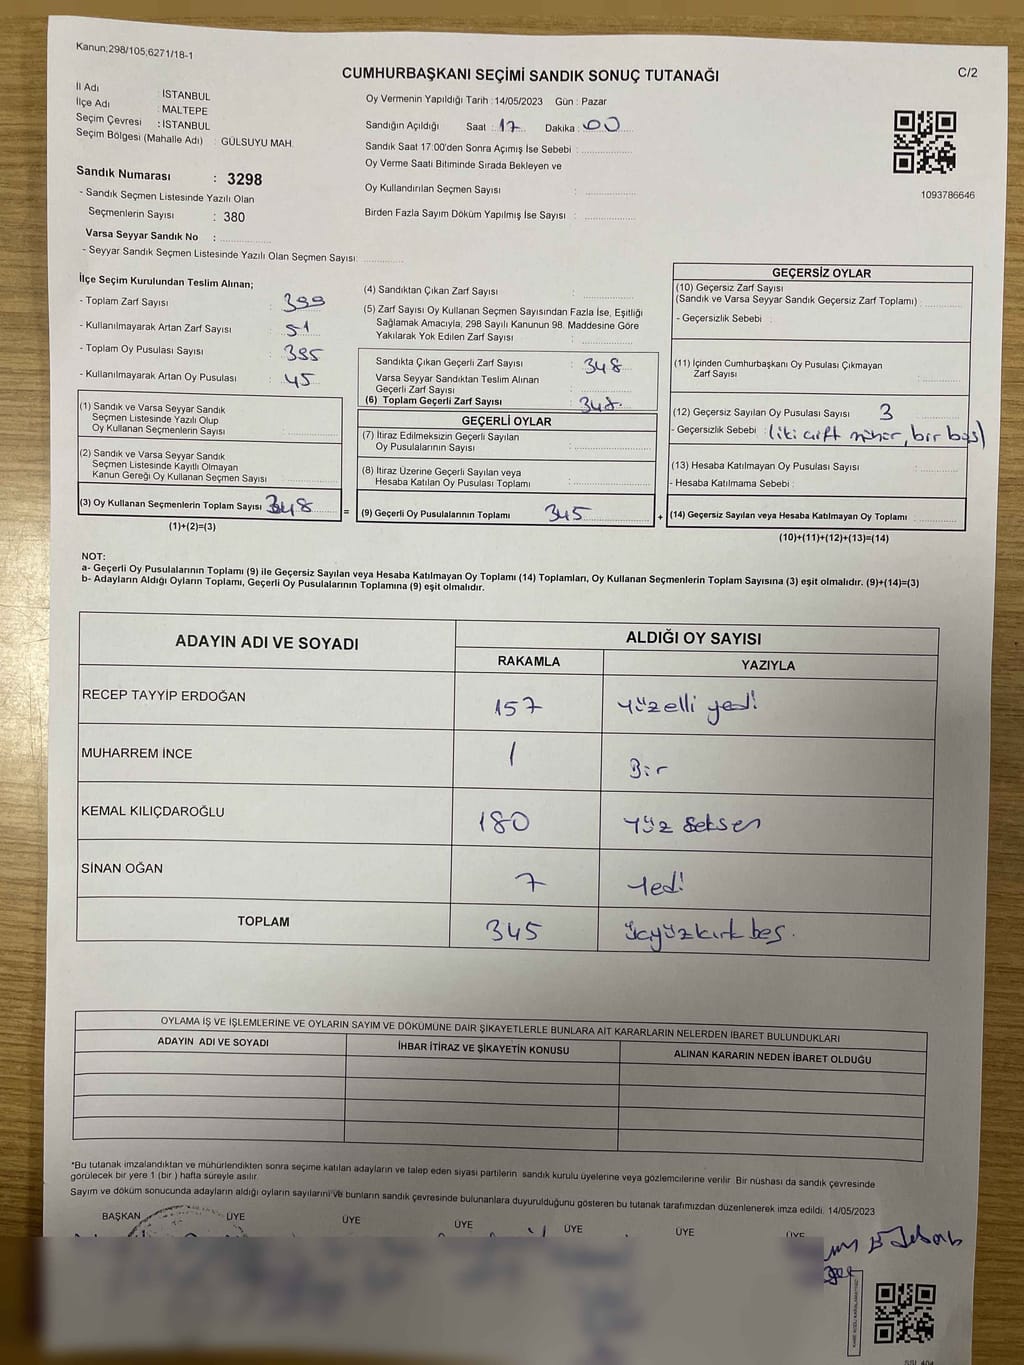 Kanun;298/105,6271/18-1
CUMHURBAŞKANI SEÇİMİ SANDIK SONUÇ TUTANAĞI
C/2
İl Adı : İSTANBUL
İlçe Adı : MALTEPE
Seçim Çevresi : İSTANBUL
Seçim Bölgesi (Mahalle Adı) : GÜLSUYU MAH.
Oy Vermenin Yapıldığı Tarih :14/05/2023 Gün : Pazar
Sandığın Açıldığı Saat : 17 Dakika : 00
Sandık Saat 17:00'den Sonra Açımış İse Sebebi :
Oy Verme Saati Bitiminde Sırada Bekleyen ve
Oy Kullandırılan Seçmen Sayısı :
Birden Fazla Sayım Döküm Yapılmış İse Sayısı :
1093786646
Sandık Numarası : 3298
- Sandık Seçmen Listesinde Yazılı Olan
Seçmenlerin Sayısı : 380
Varsa Seyyar Sandık No :
- Seyyar Sandık Seçmen Listesinde Yazılı Olan Seçmen Sayısı:
İlçe Seçim Kurulundan Teslim Alınan;
- Toplam Zarf Sayısı : 399
- Kullanılmayarak Artan Zarf Sayısı : 51
- Toplam Oy Pusulası Sayısı : 395
- Kullanılmayarak Artan Oy Pusulası : 45
(1) Sandık ve Varsa Seyyar Sandık
Seçmen Listesinde Yazılı Olup
Oy Kullanan Seçmenlerin Sayısı :
(2) Sandık ve Varsa Seyyar Sandık
Seçmen Listesinde Kayıtlı Olmayan
Kanun Gereği Oy Kullanan Seçmen Sayısı :
(3) Oy Kullanan Seçmenlerin Toplam Sayısı : 348
(1)+(2)=(3)
=
(4) Sandıktan Çıkan Zarf Sayısı :
(5) Zarf Sayısı Oy Kullanan Seçmen Sayısından Fazla İse, Eşitliği
Sağlamak Amacıyla, 298 Sayılı Kanunun 98. Maddesine Göre
Yakılarak Yok Edilen Zarf Sayısı :
Sandıkta Çıkan Geçerli Zarf Sayısı : 348
Varsa Seyyar Sandıktan Teslim Alınan
Geçerli Zarf Sayısı :
(6) Toplam Geçerli Zarf Sayısı : 348
GEÇERLİ OYLAR
(7) İtiraz Edilmeksizin Geçerli Sayılan
Oy Pusulalarının Sayısı :
(8) İtiraz Üzerine Geçerli Sayılan veya
Hesaba Katılan Oy Pusulası Toplamı :
(9) Geçerli Oy Pusulalarının Toplamı : 345
+
GEÇERSİZ OYLAR
(10) Geçersiz Zarf Sayısı
(Sandık ve Varsa Seyyar Sandık Geçersiz Zarf Toplamı) :
- Geçersizlik Sebebi :
(11) İçinden Cumhurbaşkanı Oy Pusulası Çıkmayan
Zarf Sayısı :
(12) Geçersiz Sayılan Oy Pusulası Sayısı : 3
- Geçersizlik Sebebi : (iki çift mühür, bir boş)
(13) Hesaba Katılmayan Oy Pusulası Sayısı :
- Hesaba Katılmama Sebebi :
(14) Geçersiz Sayılan veya Hesaba Katılmayan Oy Toplamı :
(10)+(11)+(12)+(13)=(14)
NOT:
a- Geçerli Oy Pusulalarının Toplamı (9) ile Geçersiz Sayılan veya Hesaba Katılmayan Oy Toplamı (14) Toplamları, Oy Kullanan Seçmenlerin Toplam Sayısına (3) eşit olmalıdır. (9)+(14)=(3)
b- Adayların Aldığı Oyların Toplamı, Geçerli Oy Pusulalarının Toplamına (9) eşit olmalıdır.
ADAYIN ADI VE SOYADI
ALDIĞI OY SAYISI
RAKAMLA YAZIYLA
RECEP TAYYİP ERDOĞAN 157 Yüzelli yedi
MUHARREM İNCE 1 Bir
KEMAL KILIÇDAROĞLU 180 Yüz seksen
SİNAN OĞAN 7 Yedi
TOPLAM 345 üçyüzkırk beş.
OYLAMA İŞ VE İŞLEMLERİNE VE OYLARIN SAYIM VE DÖKÜMÜNE DAİR ŞİKAYETLERLE BUNLARA AİT KARARLARIN NELERDEN İBARET BULUNDUKLARI
ADAYIN ADI VE SOYADI İHBAR İTİRAZ VE ŞİKAYETİN KONUSU ALINAN KARARIN NEDEN İBARET OLDUĞU
*Bu tutanak imzalandıktan ve mühürlendikten sonra seçime katılan adayların ve talep eden siyasi partilerin sandık kurulu üyelerine veya gözlemcilerine verilir. Bir nüshası da sandık çevresinde
görülecek bir yere 1 (bir) hafta süreyle asılır.
Sayım ve döküm sonucunda adayların aldığı oyların sayılarını ve bunların sandık çevresinde bulunanlara duyurulduğunu gösteren bu tutanak tarafımızdan düzenlenerek imza edildi. 14/05/2023
BAŞKAN ÜYE ÜYE ÜYE ÜYE ÜYE ÜYE